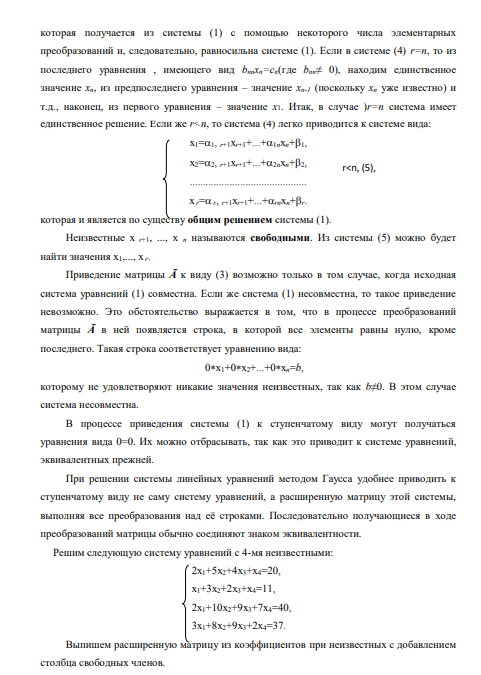 которая получается из системы (1) с помощью некоторого числа элементарных
преобразований и, следовательно, равносильна системе (1). Если в системе (4) r=n, то из
последнего уравнения , имеющего вид bₙₙxₙ=cₙ(где bₙₙ≠ 0), находим единственное
значение xₙ, из предпоследнего уравнения – значение xₙ₋₁ (поскольку xₙ уже известно) и
т.д., наконец, из первого уравнения – значение x₁. Итак, в случае )r=n система имеет
единственное решение. Если же r<n, то система (4) легко приводится к системе вида:
x₁=α₁, ᵣ₊₁xᵣ₊₁+...+α₁ₙxₙ+β₁,
x₂=α₂, ᵣ₊₁xᵣ₊₁+...+α₂ₙxₙ+β₂,
r<n, (5),
............................................
x ᵣ=α ᵣ, ᵣ₊₁xᵣ₊₁+...+αᵣₙxₙ+βᵣ.
которая и является по существу общим решением системы (1).
Неизвестные x ᵣ₊₁, ..., x ₙ называются свободными. Из системы (5) можно будет
найти значения x₁,..., xᵣ.
Приведение матрицы Ā к виду (3) возможно только в том случае, когда исходная
система уравнений (1) совместна. Если же система (1) несовместна, то такое приведение
невозможно. Это обстоятельство выражается в том, что в процессе преобразований
матрицы Ā в ней появляется строка, в которой все элементы равны нулю, кроме
последнего. Такая строка соответствует уравнению вида:
0*x₁+0*x₂+...+0*xₙ=b,
которому не удовлетворяют никакие значения неизвестных, так как b≠0. В этом случае
система несовместна.
В процессе приведения системы (1) к ступенчатому виду могут получаться
уравнения вида 0=0. Их можно отбрасывать, так как это приводит к системе уравнений,
эквивалентных прежней.
При решении системы линейных уравнений методом Гаусса удобнее приводить к
ступенчатому виду не саму систему уравнений, а расширенную матрицу этой системы,
выполняя все преобразования над её строками. Последовательно получающиеся в ходе
преобразований матрицы обычно соединяют знаком эквивалентности.
Решим следующую систему уравнений с 4-мя неизвестными:
2x₁+5x₂+4x₃+x₄=20,
x₁+3x₂+2x₃+x₄=11,
2x₁+10x₂+9x₃+7x₄=40,
3x₁+8x₂+9x₃+2x₄=37.
Выпишем расширенную матрицу из коэффициентов при неизвестных с добавлением
столбца свободных членов.